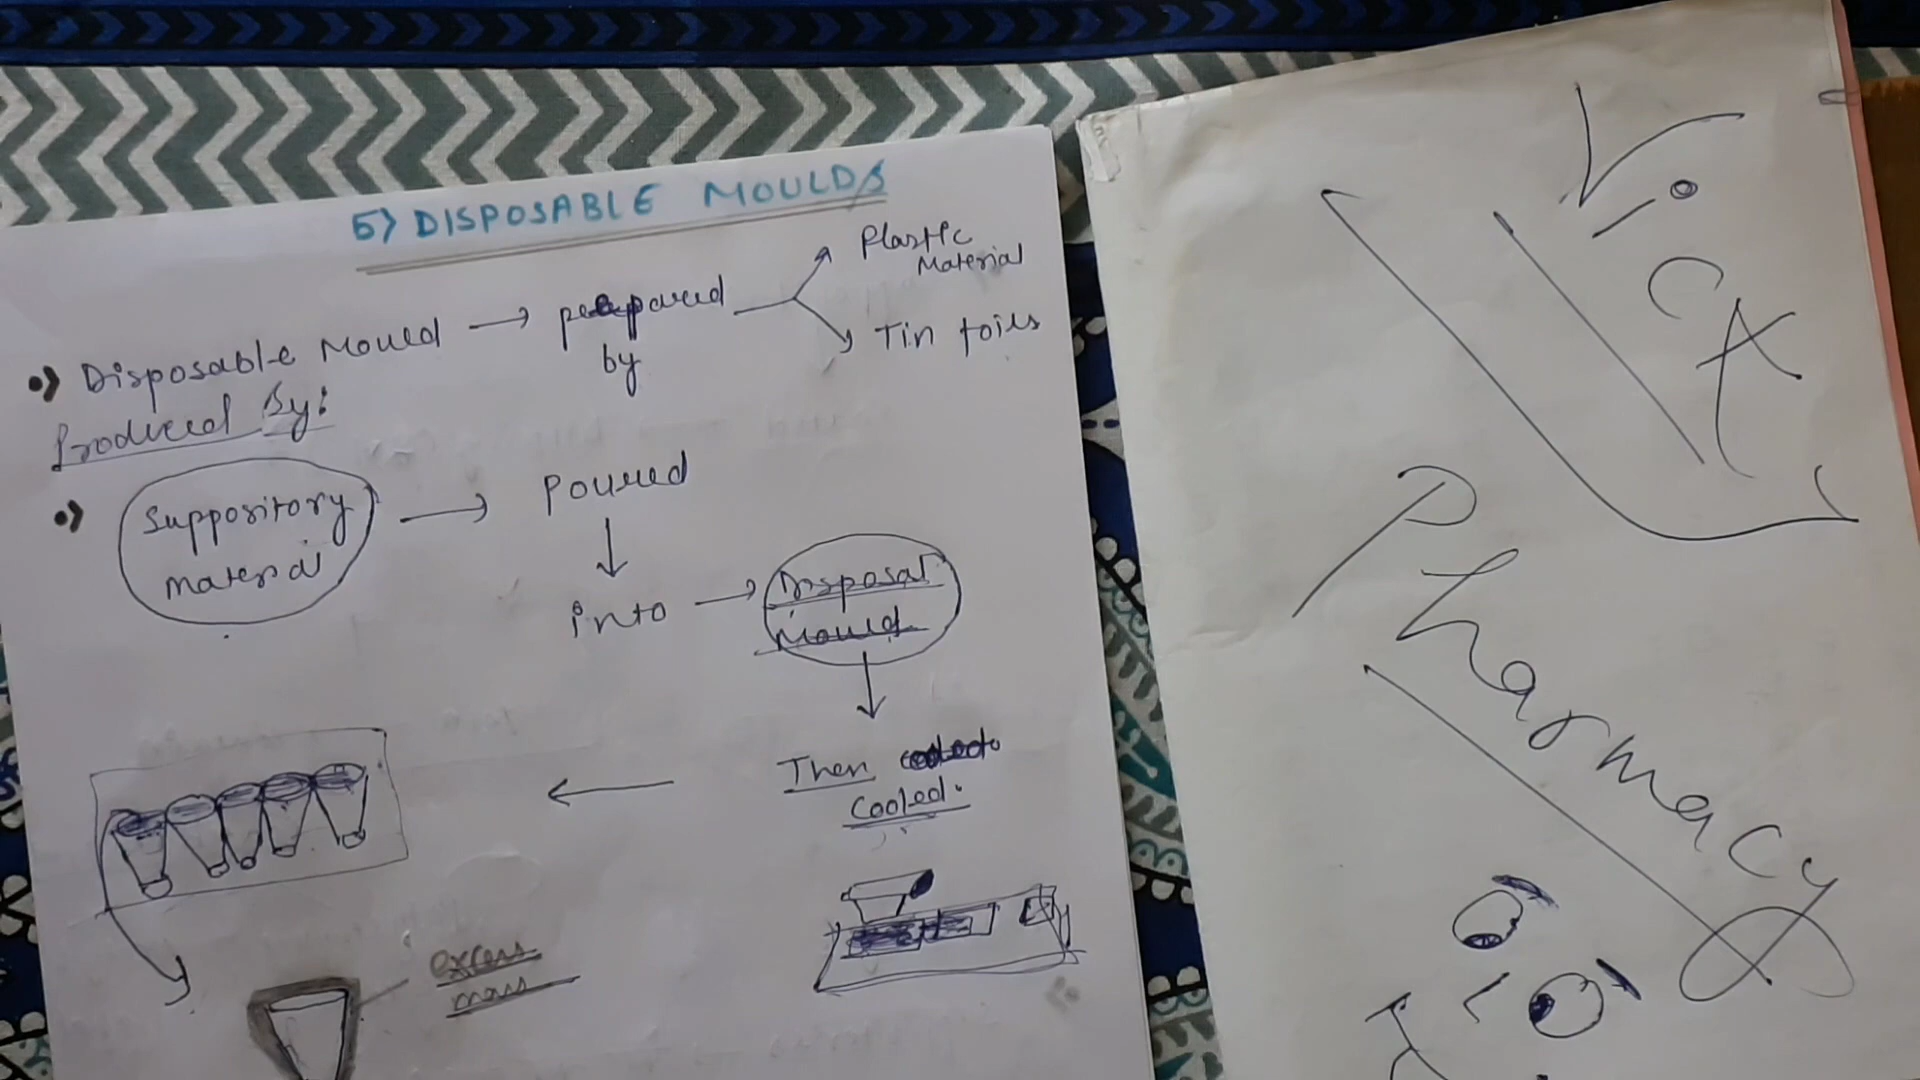 5) DISPOSABLE MOULDS
•) Disposable Mould → prepared by
Plastic Material
Tin foils
Produced By:
•) Suppository material → Poured
↓
into → Disposal Mould
↓
Then
cooled.
←
excess
mass
VicX
Pharmacy